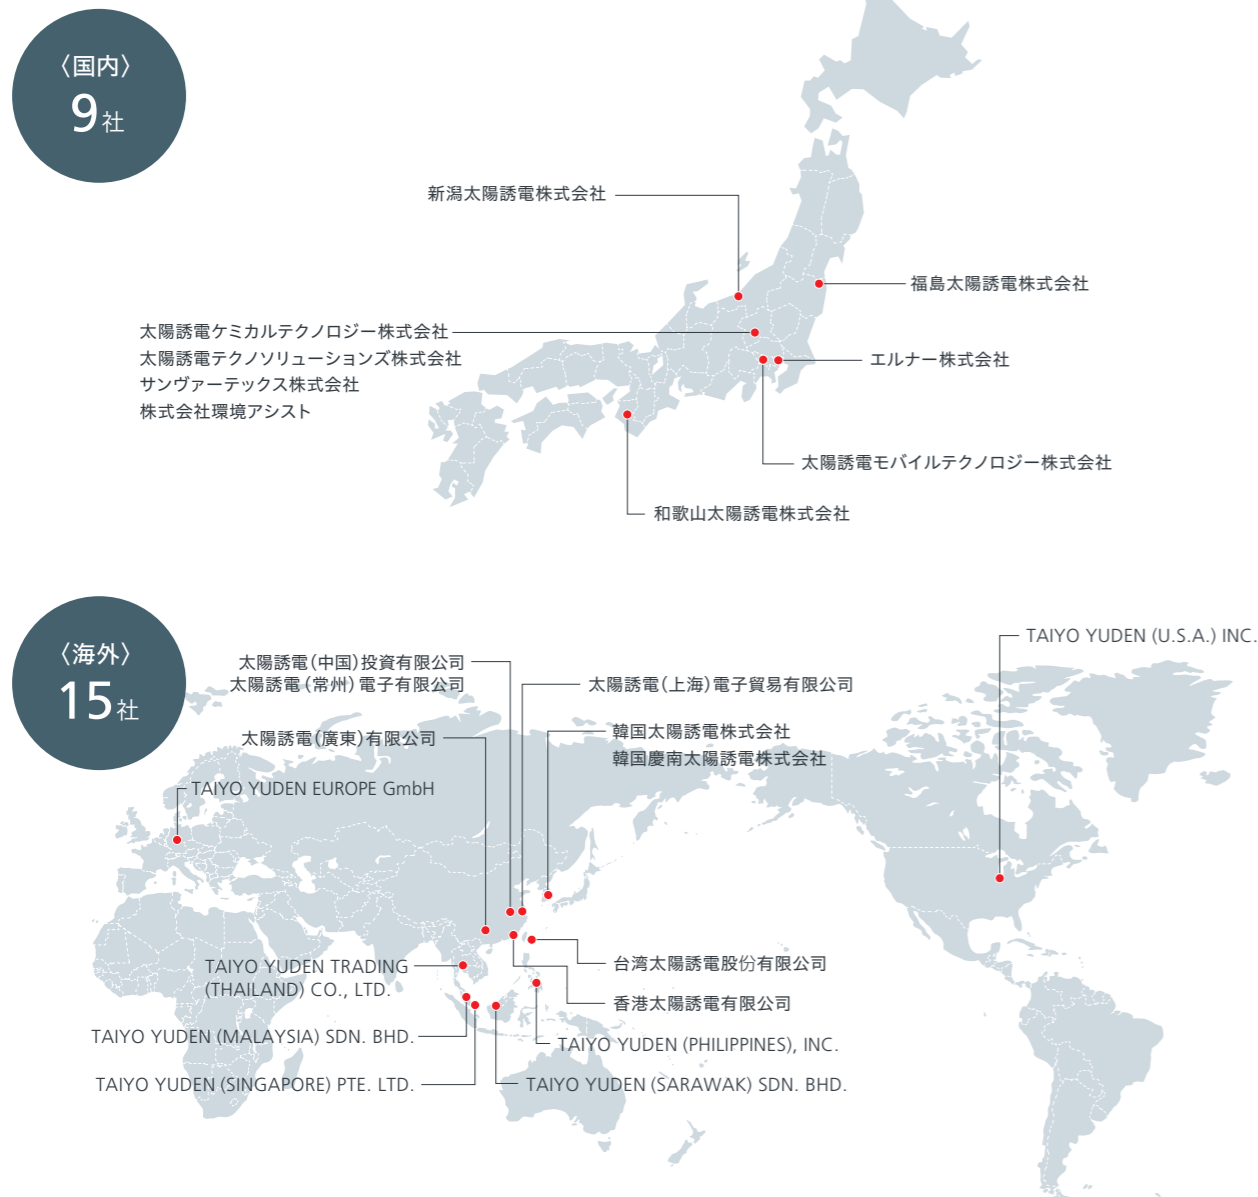 〈国内〉
9社
新潟太陽誘電株式会社
福島太陽誘電株式会社
太陽誘電ケミカルテクノロジー株式会社
太陽誘電テクノソリューションズ株式会社
サンヴァーテックス株式会社
株式会社環境アシスト
エルナー株式会社
太陽誘電モバイルテクノロジー株式会社
和歌山太陽誘電株式会社
〈海外〉
15社
TAIYO YUDEN (U.S.A.) INC.
太陽誘電(中国)投資有限公司
太陽誘電(常州)電子有限公司
太陽誘電(上海)電子貿易有限公司
太陽誘電(廣東)有限公司
韓国太陽誘電株式会社
韓国慶南太陽誘電株式会社
TAIYO YUDEN EUROPE GmbH
TAIYO YUDEN TRADING
(THAILAND) CO., LTD.
台湾太陽誘電股份有限公司
香港太陽誘電有限公司
TAIYO YUDEN (MALAYSIA) SDN. BHD.
TAIYO YUDEN (PHILIPPINES), INC.
TAIYO YUDEN (SINGAPORE) PTE. LTD.
TAIYO YUDEN (SARAWAK) SDN. BHD.